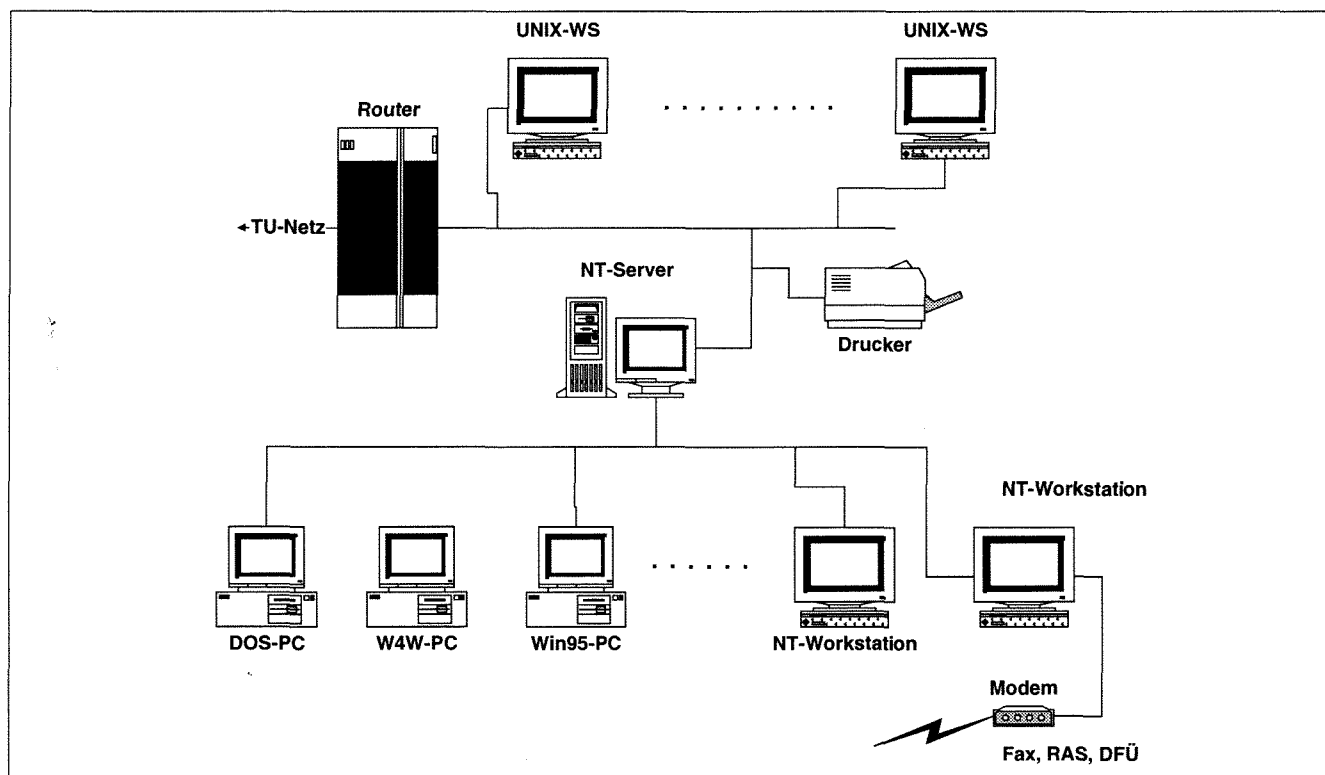 UNIX-WS
UNIX-WS
Router
TU-Netz
NT-Server
Drucker
NT-Workstation
DOS-PC
W4W-PC
Win95-PC
NT-Workstation
Modem
Fax, RAS, DFÜ